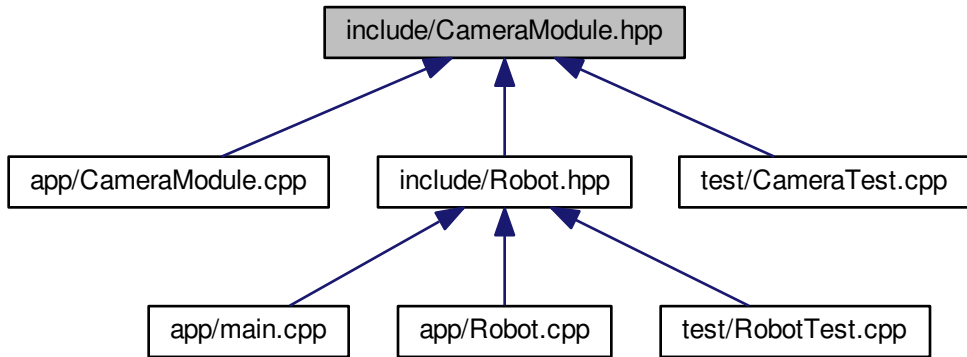 include/CameraModule.hpp
app/CameraModule.cpp
include/Robot.hpp
test/CameraTest.cpp
app/main.cpp
app/Robot.cpp
test/RobotTest.cpp